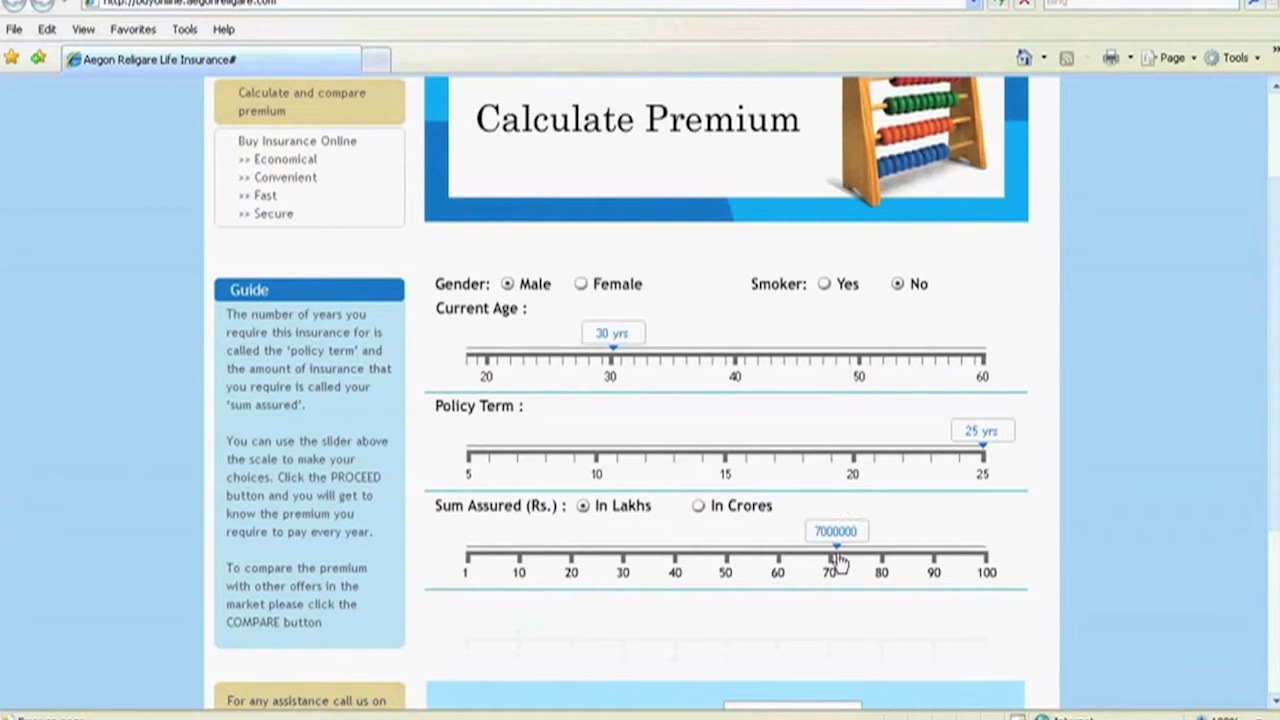 http://buyonline.aegonreligare.com
File Edit View Favorites Tools Help
Aegon Religare Life Insurance#
Page Tools
Calculate and compare
premium
Buy Insurance Online
>> Economical
>> Convenient
>> Fast
>> Secure
Calculate Premium
Guide
The number of years you
require this insurance for is
called the 'policy term' and
the amount of insurance that
you require is called your
'sum assured'.
You can use the slider above
the scale to make your
choices. Click the PROCEED
button and you will get to
know the premium you
require to pay every year.
To compare the premium
with other offers in the
market please click the
COMPARE button
For any assistance call us on
Gender: Male Female Smoker: Yes No
Current Age :
30 yrs
20 30 40 50 60
Policy Term :
25 yrs
5 10 15 20 25
Sum Assured (Rs.) : In Lakhs In Crores
7000000
1 10 20 30 40 50 60 70 80 90 100